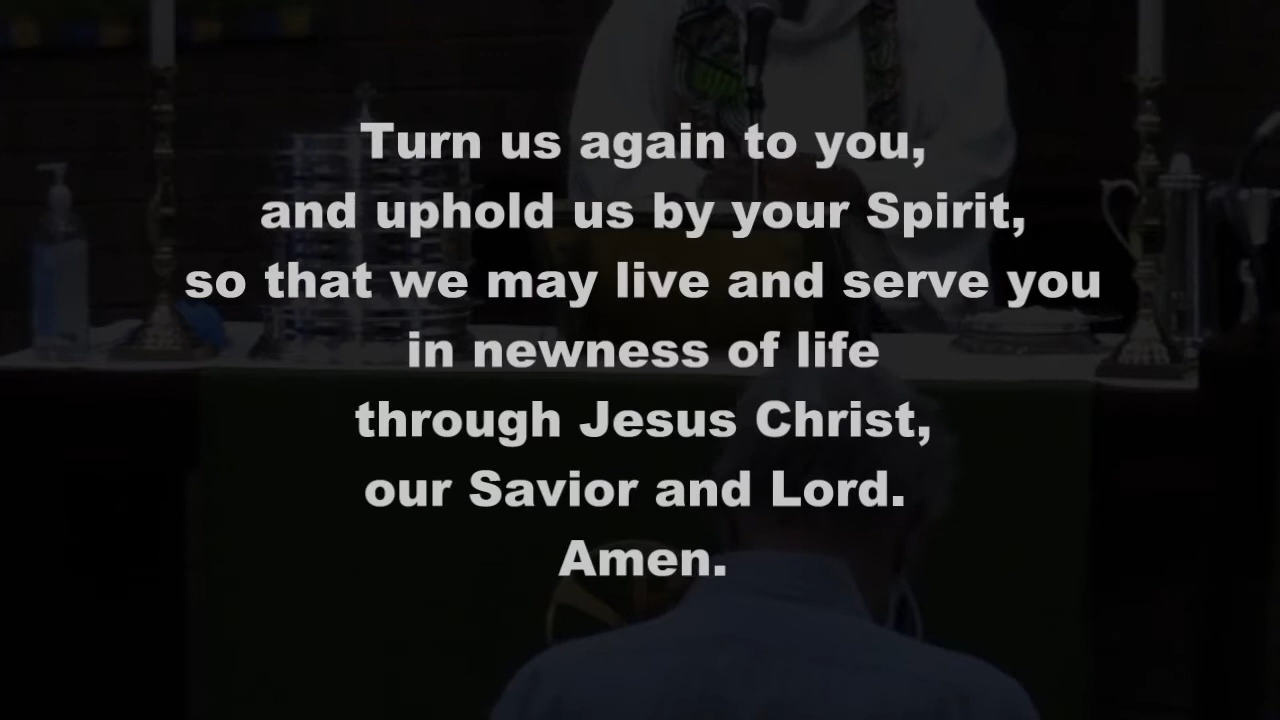 Turn us again to you,
and uphold us by your Spirit,
so that we may live and serve you
in newness of life
through Jesus Christ,
our Savior and Lord.
Amen.